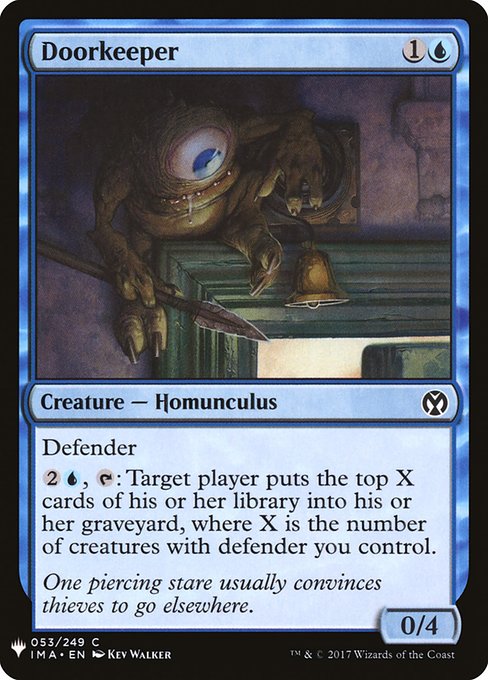 Doorkeeper 1
Creature — Homunculus
Defender
2, : Target player puts the top X
cards of his or her library into his or
her graveyard, where X is the number
of creatures with defender you control.
One piercing stare usually convinces
thieves to go elsewhere.
0/4
053/249 C
IMA • EN Kev Walker
™ & © 2017 Wizards of the Coast